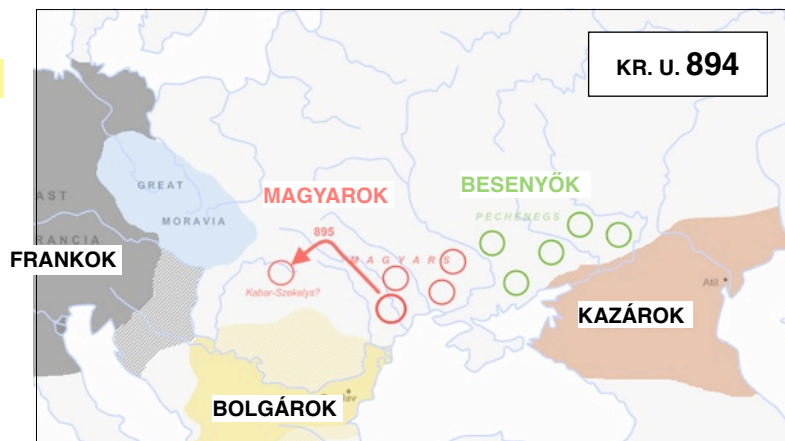 KR. U. 894
BESENYŐK
MAGYAROK
GREAT
MORAVIA
PECHENEGS
AST
RANCIA
FRANKOK
895
MAGYARS
Kabar-Szekelys?
Atil
KAZÁROK
BOLGÁROK